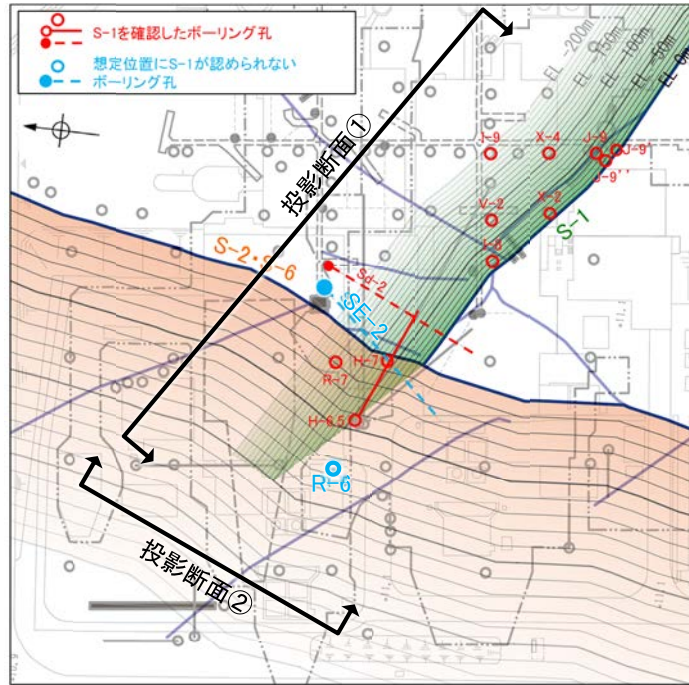 S-1を確認したボーリング孔
想定位置にS-1が認められない
ボーリング孔
EL -200m
EL -150m
EL -100m
EL -50m
EL 0m
投影断面①
I-9
X-4
J-9
J-9'
J-9''
V-2
X-2
S-1
S-2・S-6
Sd-2
SE-2
R-7
H-7
H-6.5
R-6
投影断面②